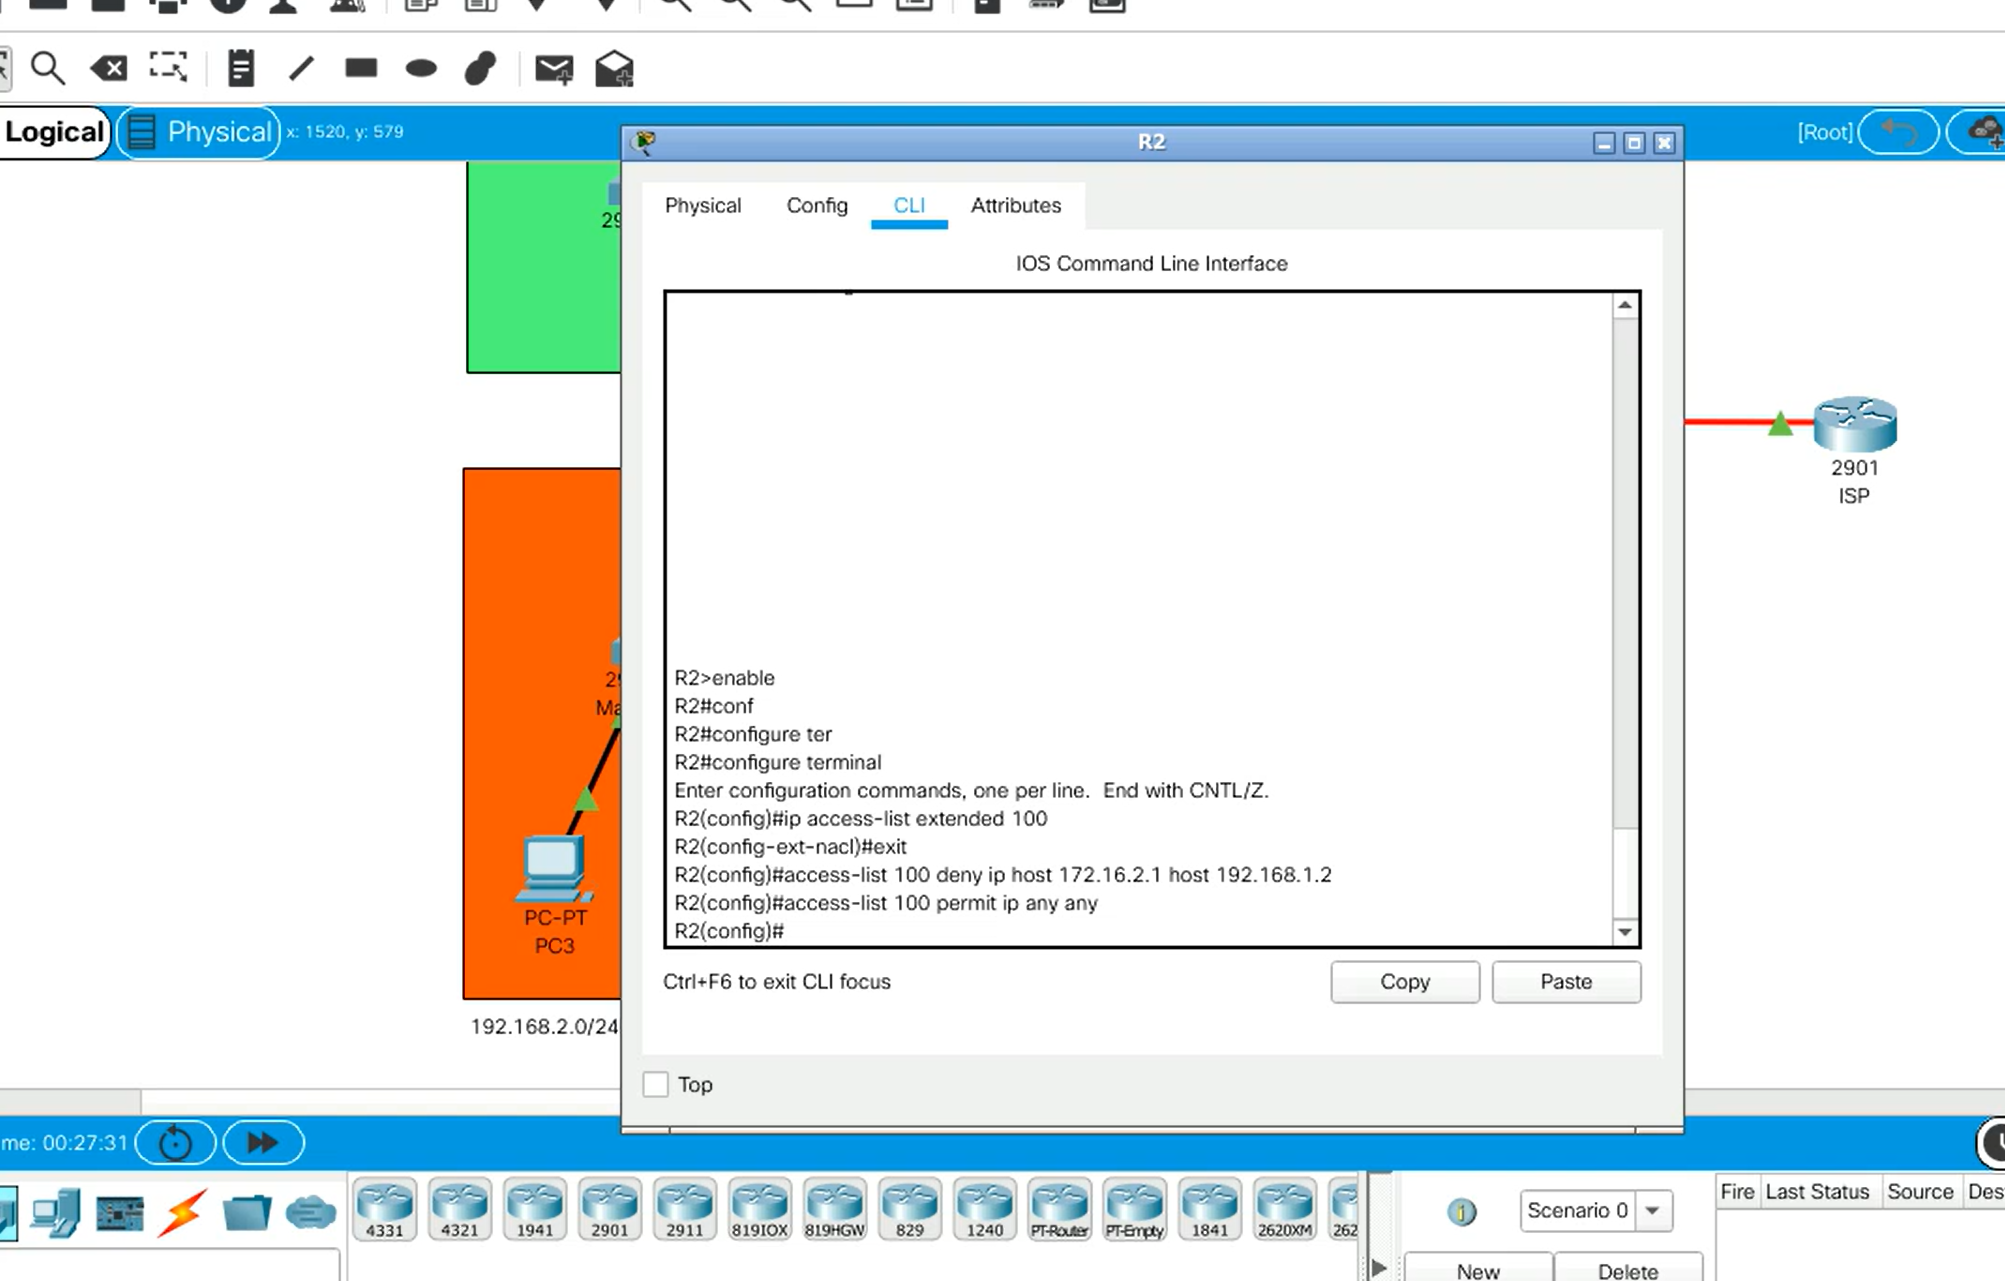 Logical
Physical
x: 1520, y: 579
R2
[Root]
Physical
Config
CLI
Attributes
IOS Command Line Interface
R2>enable
R2#conf
R2#configure ter
R2#configure terminal
Enter configuration commands, one per line.  End with CNTL/Z.
R2(config)#ip access-list extended 100
R2(config-ext-nacl)#exit
R2(config)#access-list 100 deny ip host 172.16.2.1 host 192.168.1.2
R2(config)#access-list 100 permit ip any any
R2(config)#
Ctrl+F6 to exit CLI focus
Copy
Paste
Top
2901
ISP
PC-PT
PC3
192.168.2.0/24
me: 00:27:31
4331
4321
1941
2901
2911
819IOX
819HGW
829
1240
PT-Router
PT-Empty
1841
2620XM
262
Scenario 0
New
Delete
Fire
Last Status
Source
Des